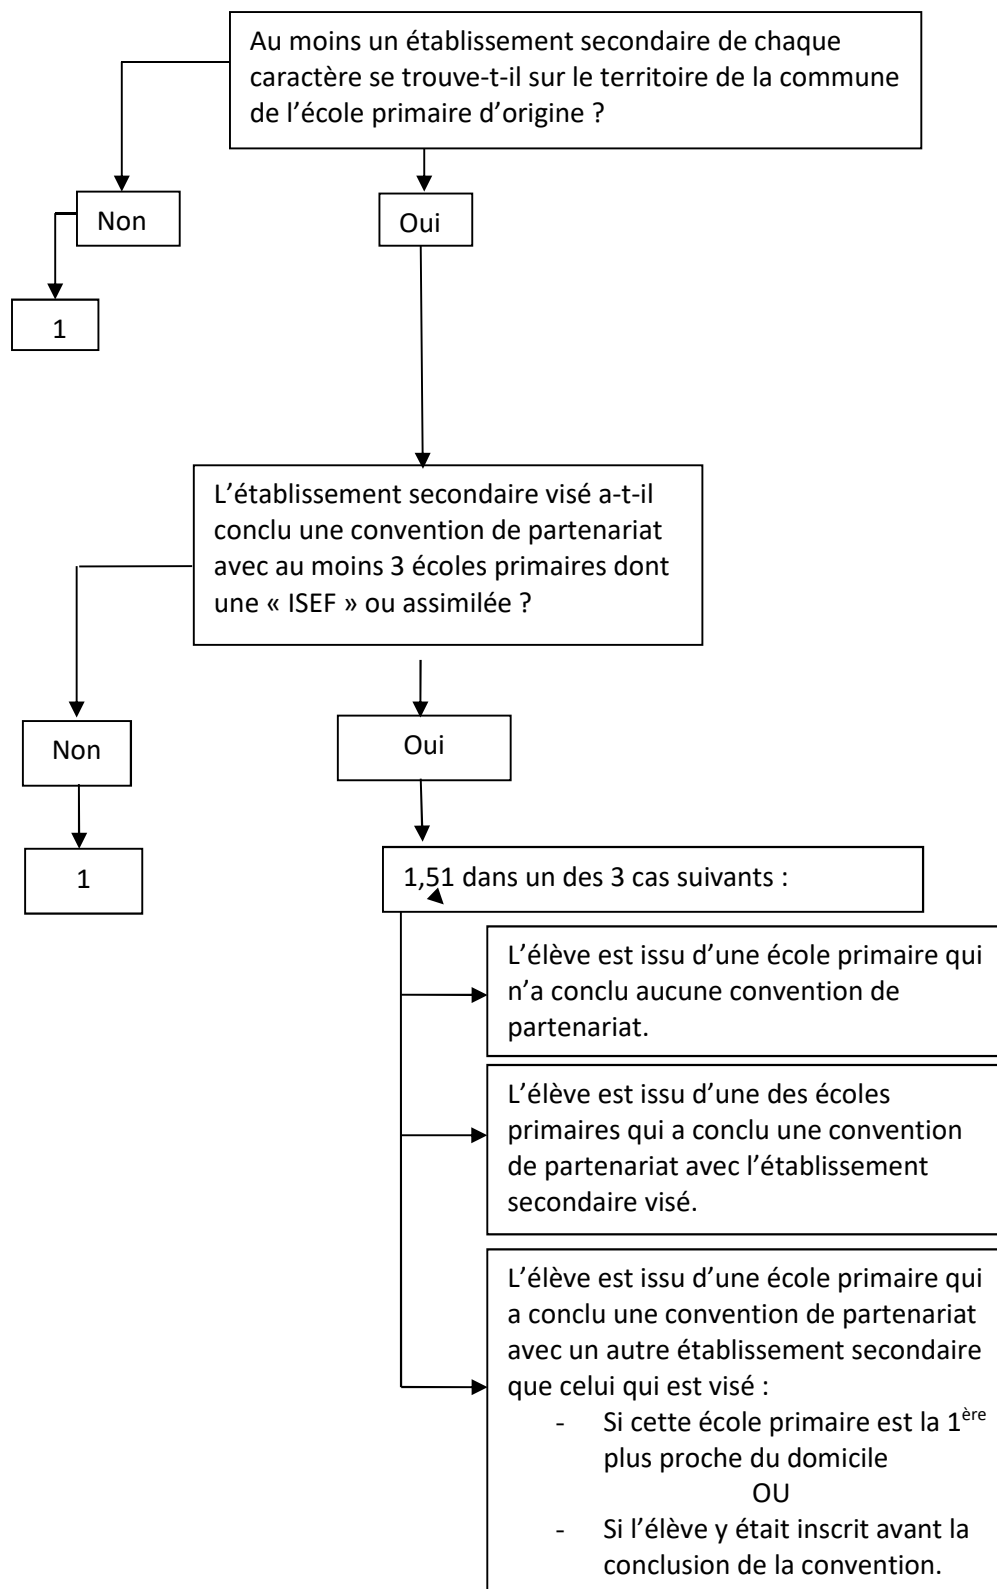 Au moins un établissement secondaire de chaque
caractère se trouve-t-il sur le territoire de la commune
de l’école primaire d’origine ?
Non
Oui
1
L’établissement secondaire visé a-t-il
conclu une convention de partenariat
avec au moins 3 écoles primaires dont
une « ISEF » ou assimilée ?
Non
Oui
1
1,51 dans un des 3 cas suivants :
L’élève est issu d’une école primaire qui
n’a conclu aucune convention de
partenariat.
L’élève est issu d’une des écoles
primaires qui a conclu une convention
de partenariat avec l’établissement
secondaire visé.
L’élève est issu d’une école primaire qui
a conclu une convention de partenariat
avec un autre établissement secondaire
que celui qui est visé :
- Si cette école primaire est la 1ère
plus proche du domicile
OU
- Si l’élève y était inscrit avant la
conclusion de la convention.